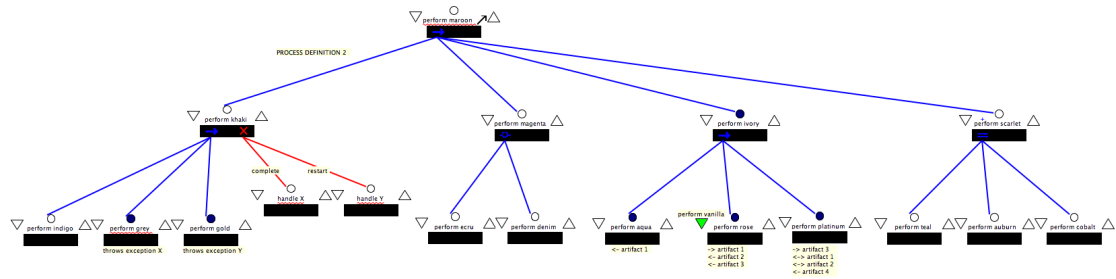 perform maroon
PROCESS DEFINITION 2
perform khaki
perform magenta
perform ivory
perform scarlet
complete
restart
handle X
handle Y
perform indigo
perform grey
perform gold
throws exception X
throws exception Y
perform ecru
perform denim
perform vanilla
perform aqua
perform rose
perform platinum
<- artifact 1
-> artifact 1
<- artifact 2
<- artifact 3
-> artifact 3
<-> artifact 1
<-> artifact 2
<- artifact 4
perform teal
perform auburn
perform cobalt